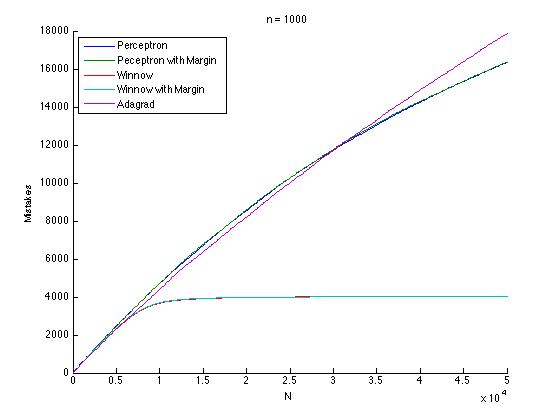 n = 1000
18000
16000
14000
12000
10000
8000
6000
4000
2000
0
Mistakes
Perceptron
Peceptron with Margin
Winnow
Winnow with Margin
Adagrad
0 0.5 1 1.5 2 2.5 3 3.5 4 4.5 5
N
x 10^4